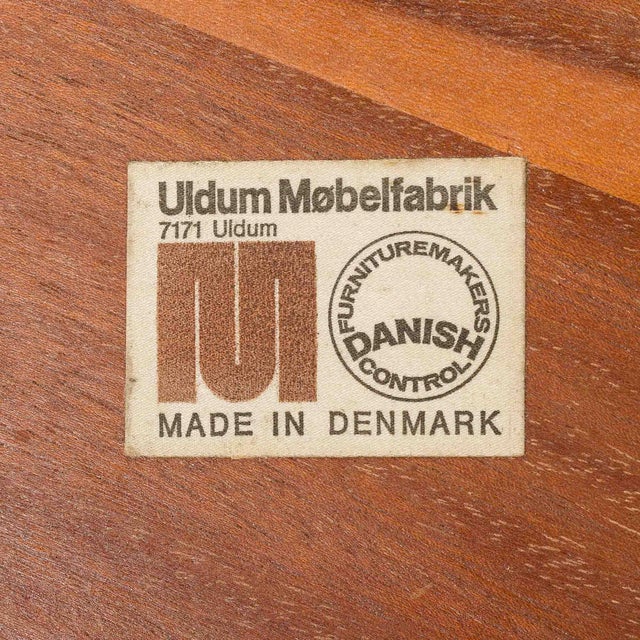 Uldum Møbelfabrik
7171 Uldum
FURNITUREMAKERS
DANISH
CONTROL
MADE IN DENMARK